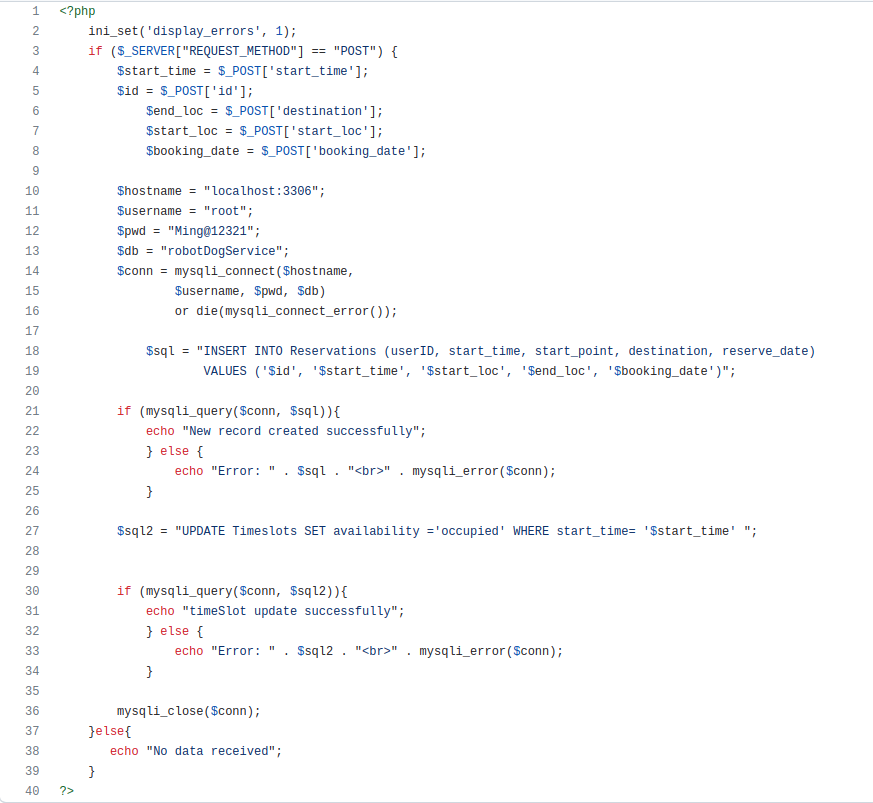 1 <?php
2     ini_set('display_errors', 1);
3     if ($_SERVER["REQUEST_METHOD"] == "POST") {
4         $start_time = $_POST['start_time'];
5         $id = $_POST['id'];
6             $end_loc = $_POST['destination'];
7             $start_loc = $_POST['start_loc'];
8             $booking_date = $_POST['booking_date'];
9
10         $hostname = "localhost:3306";
11         $username = "root";
12         $pwd = "Ming@12321";
13         $db = "robotDogService";
14         $conn = mysqli_connect($hostname,
15                 $username, $pwd, $db)
16                 or die(mysqli_connect_error());
17
18             $sql = "INSERT INTO Reservations (userID, start_time, start_point, destination, reserve_date)
19                     VALUES ('$id', '$start_time', '$start_loc', '$end_loc', '$booking_date')";
20
21         if (mysqli_query($conn, $sql)){
22             echo "New record created successfully";
23             } else {
24                 echo "Error: " . $sql . "<br>" . mysqli_error($conn);
25             }
26
27         $sql2 = "UPDATE Timeslots SET availability ='occupied' WHERE start_time= '$start_time' ";
28
29
30         if (mysqli_query($conn, $sql2)){
31             echo "timeSlot update successfully";
32             } else {
33                 echo "Error: " . $sql2 . "<br>" . mysqli_error($conn);
34             }
35
36         mysqli_close($conn);
37     }else{
38        echo "No data received";
39     }
40 ?>